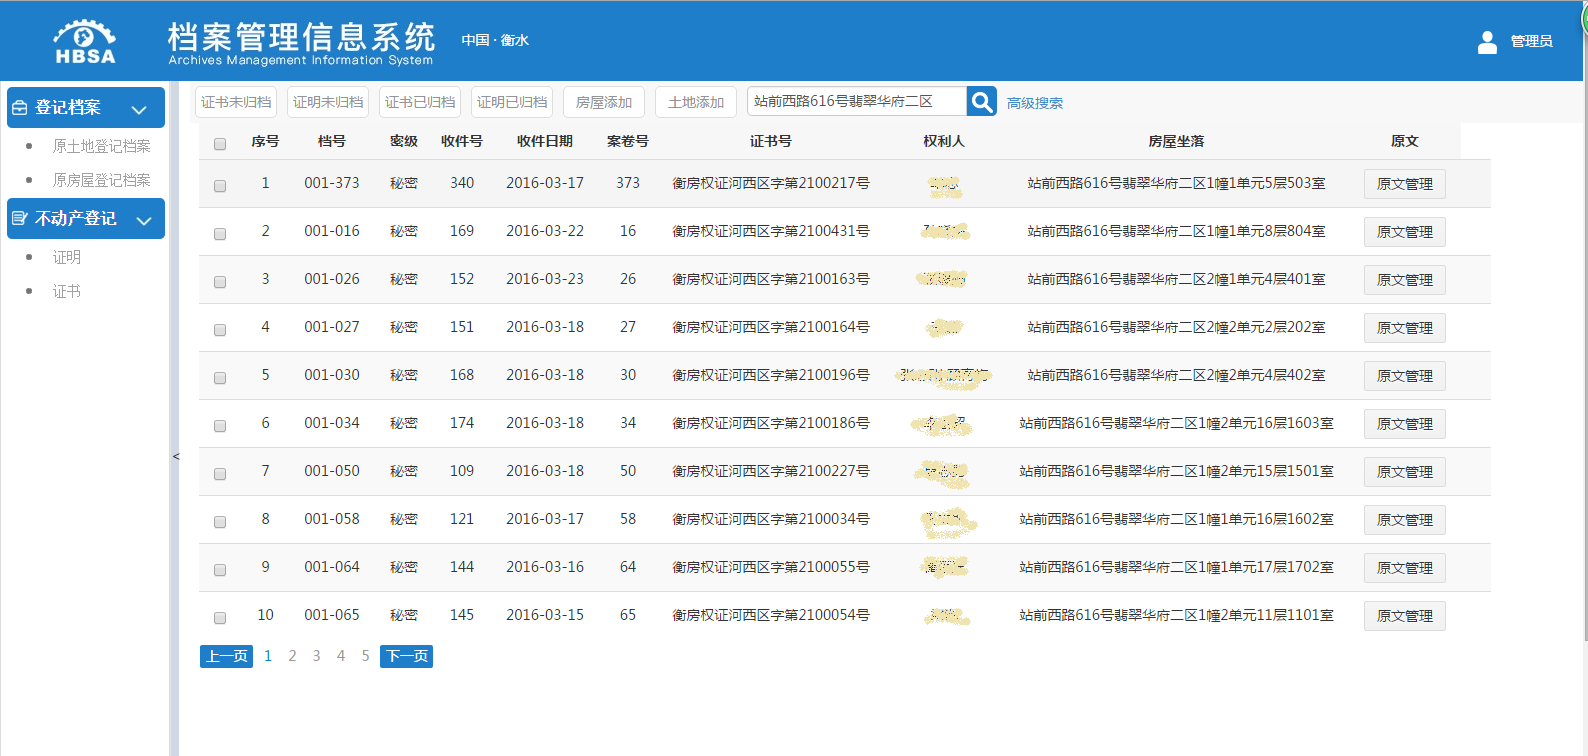 HBSA
档案管理信息系统
Archives Management Information System
中国 · 衡水
管理员
登记档案
原土地登记档案
原房屋登记档案
不动产登记
证明
证书
<
证书未归档 证明未归档 证书已归档 证明已归档 房屋添加 土地添加 站前西路616号翡翠华府二区 高级搜索
序号 档号 密级 收件号 收件日期 案卷号 证书号 权利人 房屋坐落 原文
1 001-373 秘密 340 2016-03-17 373 衡房权证河西区字第2100217号 站前西路616号翡翠华府二区1幢1单元5层503室 原文管理
2 001-016 秘密 169 2016-03-22 16 衡房权证河西区字第2100431号 站前西路616号翡翠华府二区1幢1单元8层804室 原文管理
3 001-026 秘密 152 2016-03-23 26 衡房权证河西区字第2100163号 站前西路616号翡翠华府二区2幢1单元4层401室 原文管理
4 001-027 秘密 151 2016-03-18 27 衡房权证河西区字第2100164号 站前西路616号翡翠华府二区2幢2单元2层202室 原文管理
5 001-030 秘密 168 2016-03-18 30 衡房权证河西区字第2100196号 站前西路616号翡翠华府二区2幢2单元4层402室 原文管理
6 001-034 秘密 174 2016-03-18 34 衡房权证河西区字第2100186号 站前西路616号翡翠华府二区1幢2单元16层1603室 原文管理
7 001-050 秘密 109 2016-03-18 50 衡房权证河西区字第2100227号 站前西路616号翡翠华府二区1幢2单元15层1501室 原文管理
8 001-058 秘密 121 2016-03-17 58 衡房权证河西区字第2100034号 站前西路616号翡翠华府二区1幢1单元16层1602室 原文管理
9 001-064 秘密 144 2016-03-16 64 衡房权证河西区字第2100055号 站前西路616号翡翠华府二区1幢1单元17层1702室 原文管理
10 001-065 秘密 145 2016-03-15 65 衡房权证河西区字第2100054号 站前西路616号翡翠华府二区1幢2单元11层1101室 原文管理
上一页 1 2 3 4 5 下一页